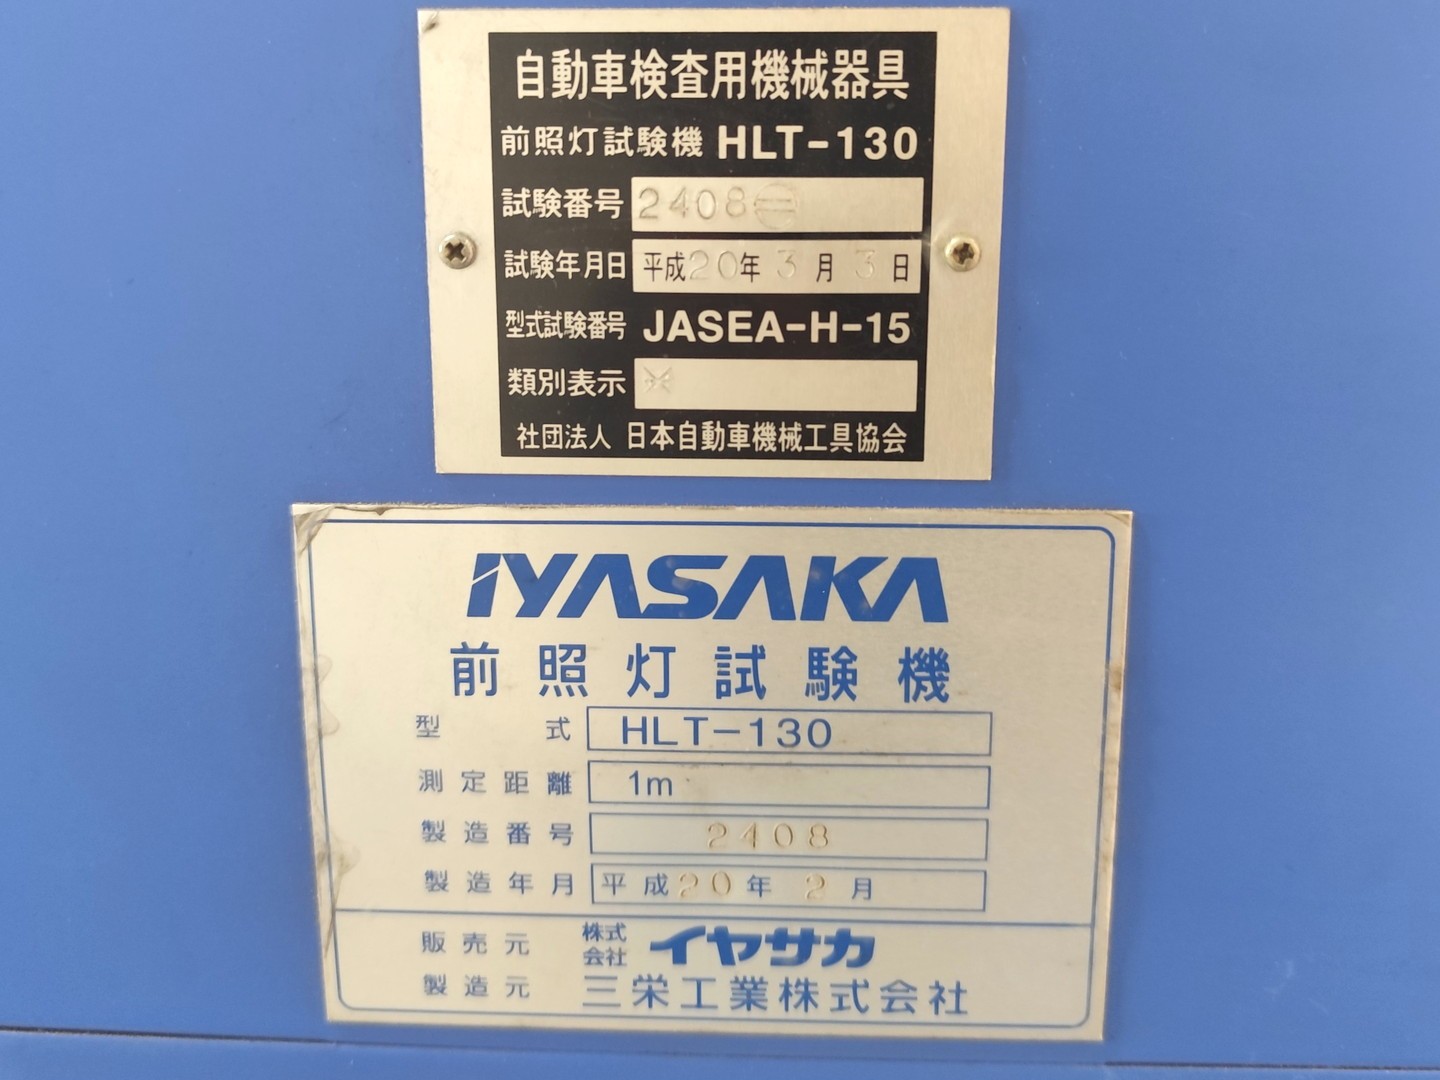 自動車検査用機械器具
前照灯試験機 HLT-130
試験番号 2408
試験年月日 平成20年3月3日
型式試験番号 JASEA-H-15
類別表示
社団法人 日本自動車機械工具協会
IYASAKA
前照灯試験機
型式 HLT-130
測定距離 1m
製造番号 2408
製造年月 平成20年2月
販売元 株式会社 イヤサカ
製造元 三栄工業株式会社